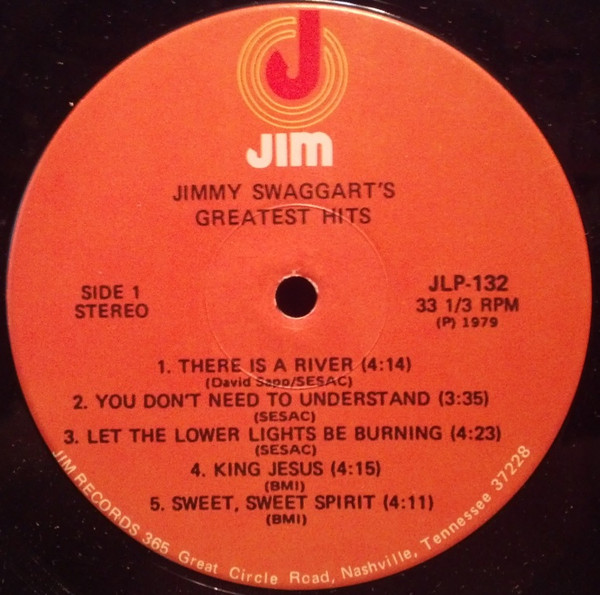 J
JIM
JIMMY SWAGGART'S
GREATEST HITS
SIDE 1
STEREO
JLP-132
33 1/3 RPM
(P) 1979
1. THERE IS A RIVER (4:14)
(David Sapo/SESAC)
2. YOU DON'T NEED TO UNDERSTAND (3:35)
(SESAC)
3. LET THE LOWER LIGHTS BE BURNING (4:23)
(SESAC)
4. KING JESUS (4:15)
(BMI)
5. SWEET, SWEET SPIRIT (4:11)
(BMI)
JIM RECORDS 365 Great Circle Road, Nashville, Tennessee 37228